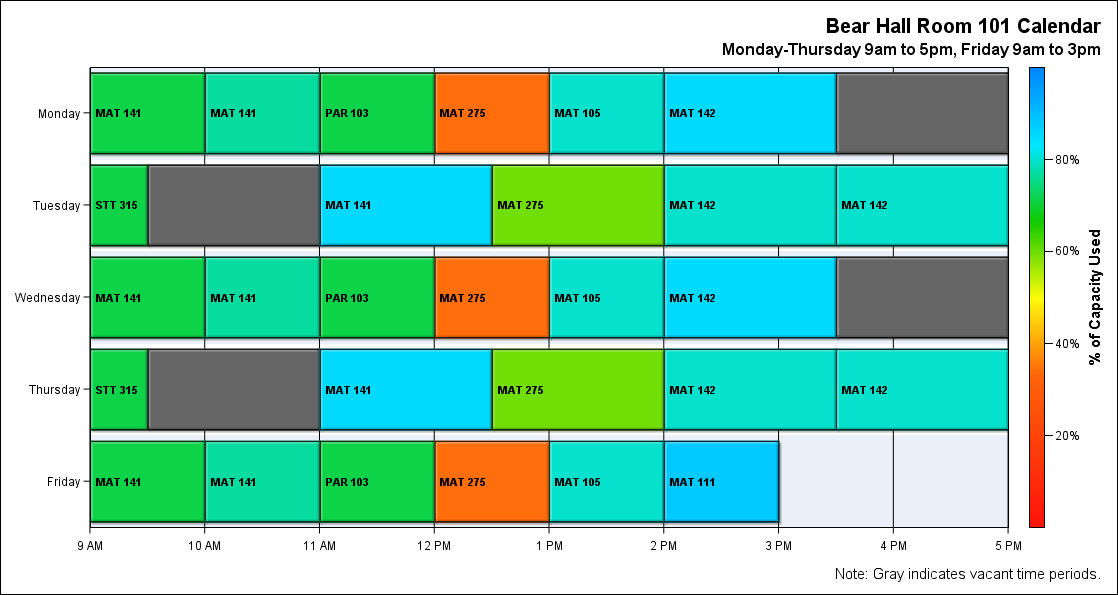 Bear Hall Room 101 Calendar
Monday-Thursday 9am to 5pm, Friday 9am to 3pm
Monday MAT 141 MAT 141 PAR 103 MAT 275 MAT 105 MAT 142
Tuesday STT 315 MAT 141 MAT 275 MAT 142 MAT 142
Wednesday MAT 141 MAT 141 PAR 103 MAT 275 MAT 105 MAT 142
Thursday STT 315 MAT 141 MAT 275 MAT 142 MAT 142
Friday MAT 141 MAT 141 PAR 103 MAT 275 MAT 105 MAT 111
9 AM 10 AM 11 AM 12 PM 1 PM 2 PM 3 PM 4 PM 5 PM
80%
60%
40%
20%
% of Capacity Used
Note: Gray indicates vacant time periods.